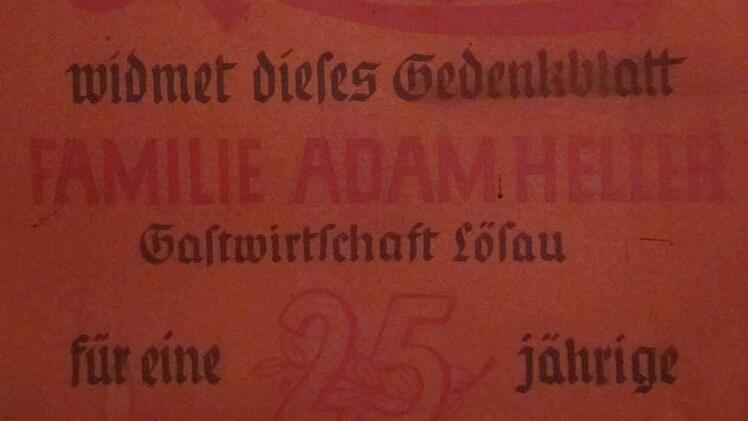 widmet dieses Gedenkblatt
FAMILIE ADAM HELLER
Gastwirtschaft Lösau
für eine 25 jährige